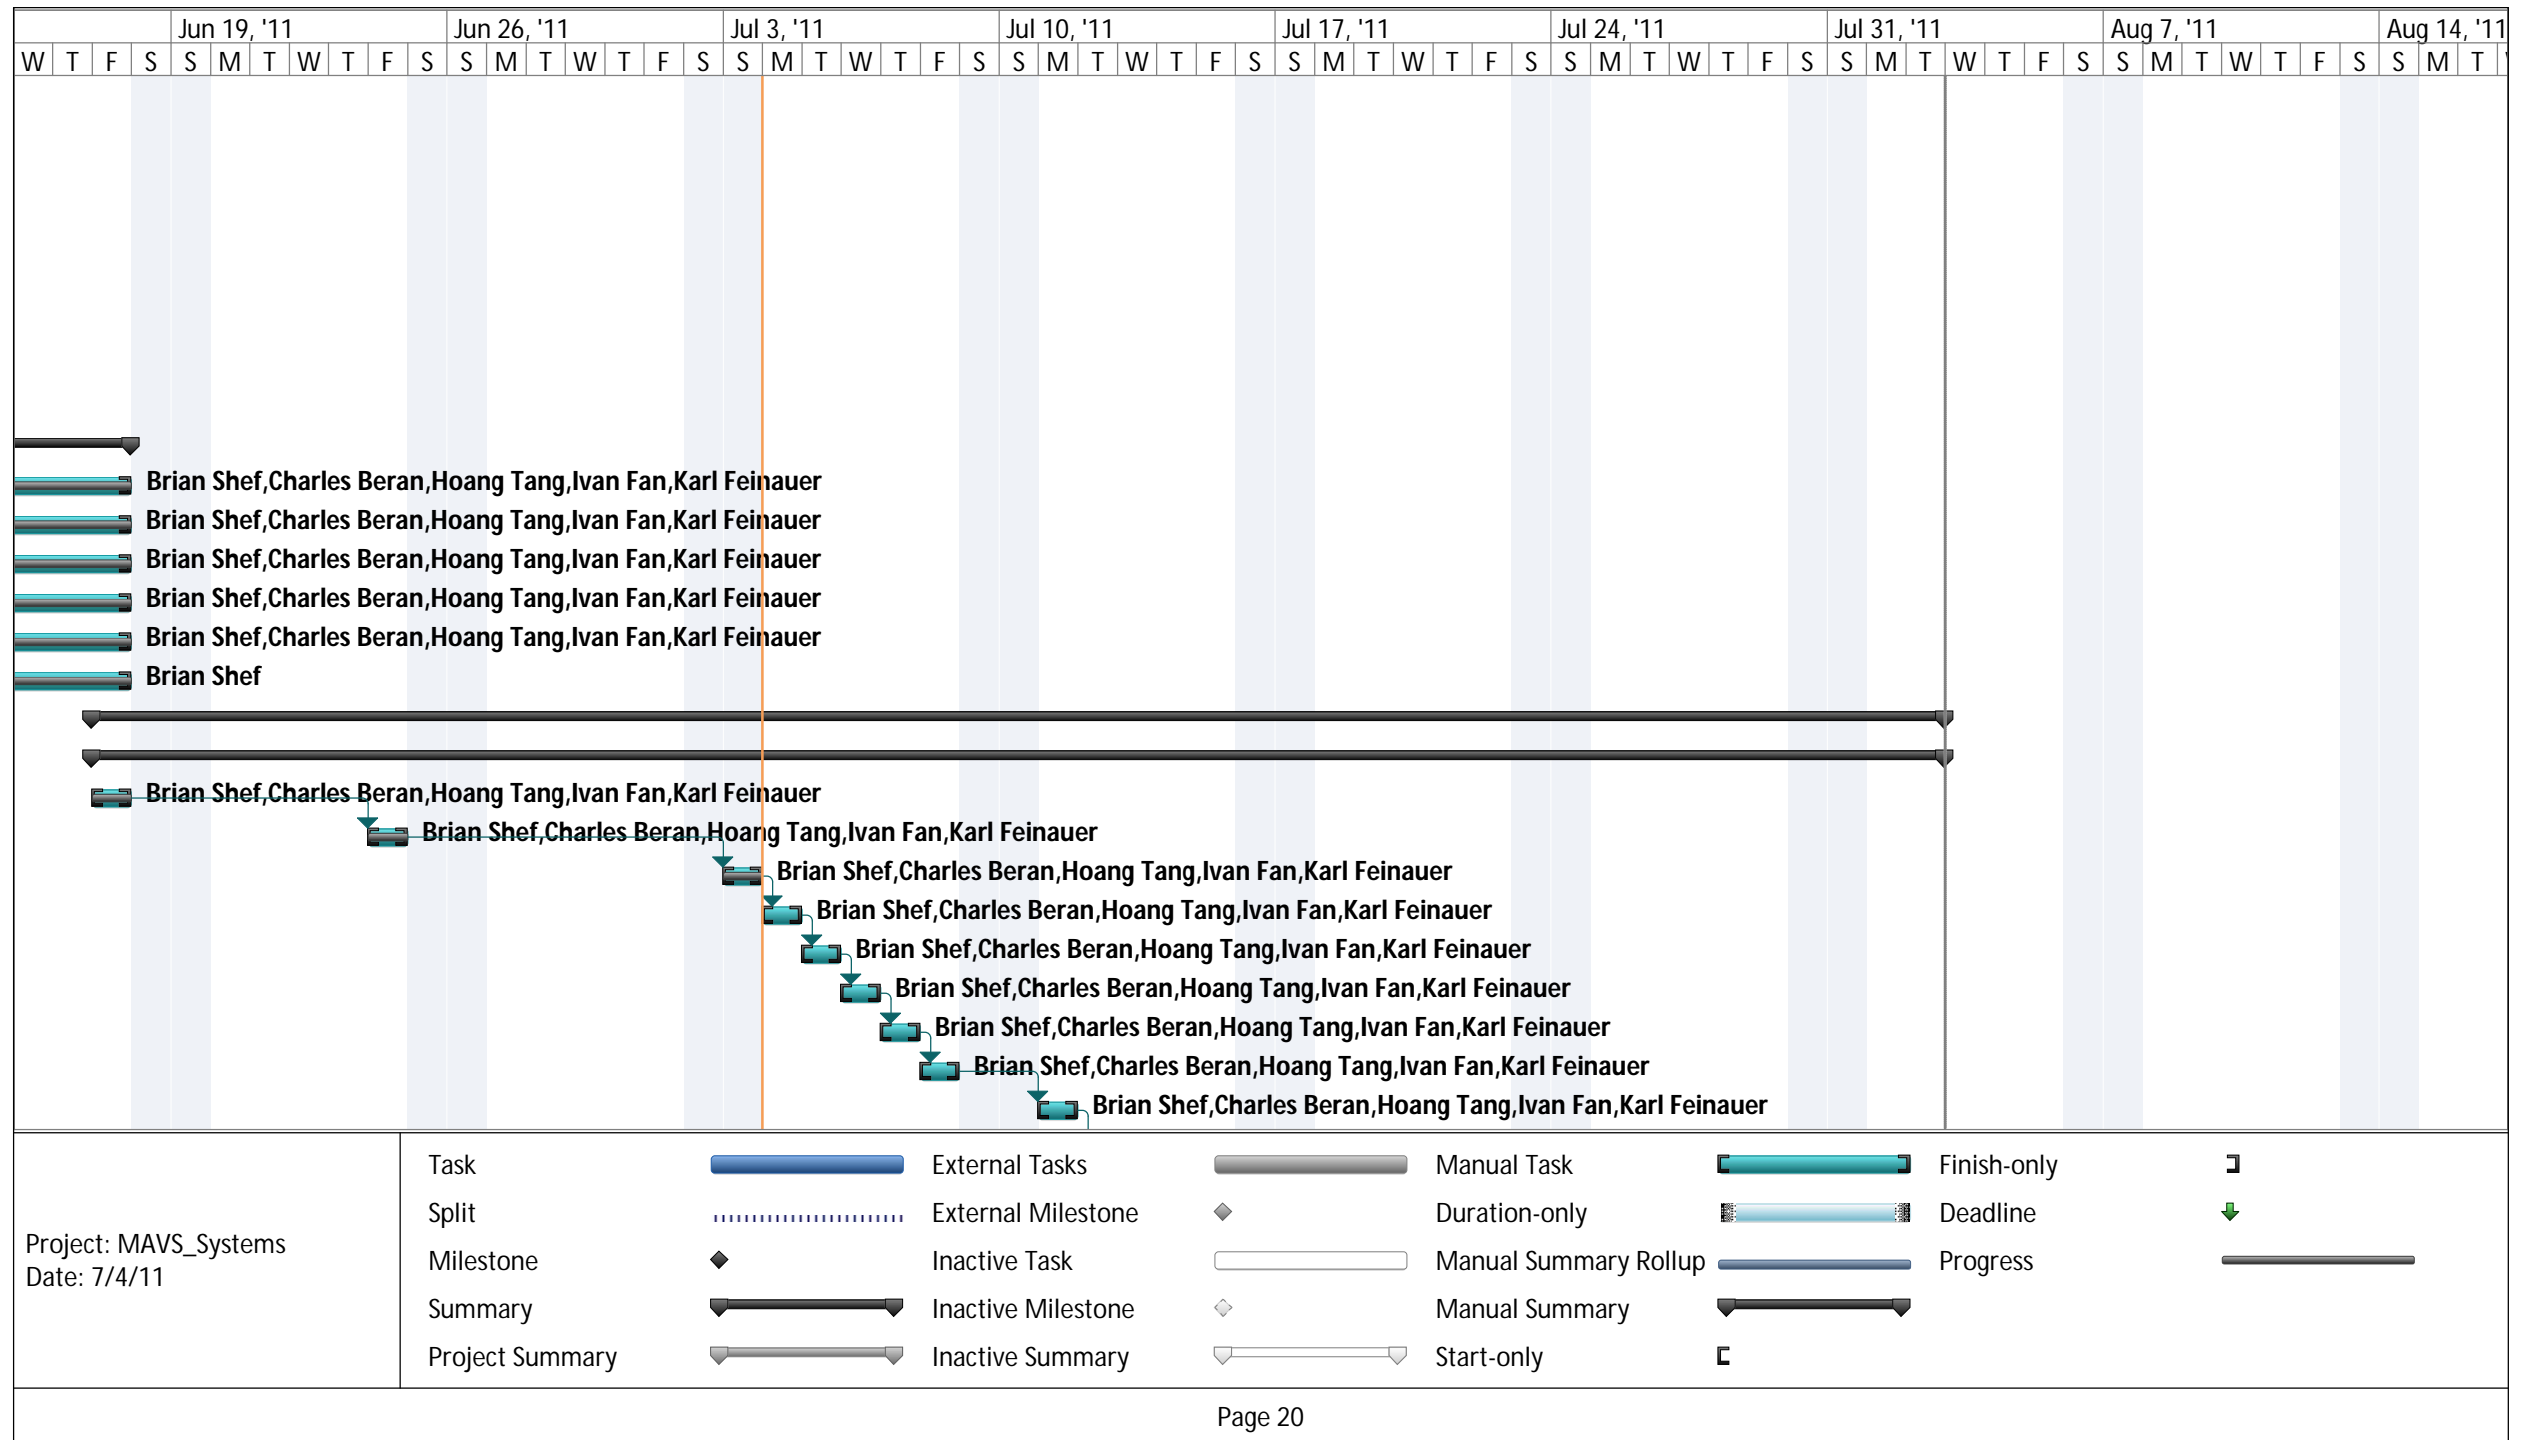 Jun 19, '11 Jun 26, '11 Jul 3, '11 Jul 10, '11 Jul 17, '11 Jul 24, '11 Jul 31, '11 Aug 7, '11 Aug 14, '11
W T F S S M T W T F S S M T W T F S S M T W T F S S M T W T F S S M T W T F S S M T W T F S S M T W T F S S M T W T F S S M T
Brian Shef,Charles Beran,Hoang Tang,Ivan Fan,Karl Feinauer
Brian Shef,Charles Beran,Hoang Tang,Ivan Fan,Karl Feinauer
Brian Shef,Charles Beran,Hoang Tang,Ivan Fan,Karl Feinauer
Brian Shef,Charles Beran,Hoang Tang,Ivan Fan,Karl Feinauer
Brian Shef,Charles Beran,Hoang Tang,Ivan Fan,Karl Feinauer
Brian Shef
Brian Shef,Charles Beran,Hoang Tang,Ivan Fan,Karl Feinauer
Brian Shef,Charles Beran,Hoang Tang,Ivan Fan,Karl Feinauer
Brian Shef,Charles Beran,Hoang Tang,Ivan Fan,Karl Feinauer
Brian Shef,Charles Beran,Hoang Tang,Ivan Fan,Karl Feinauer
Brian Shef,Charles Beran,Hoang Tang,Ivan Fan,Karl Feinauer
Brian Shef,Charles Beran,Hoang Tang,Ivan Fan,Karl Feinauer
Brian Shef,Charles Beran,Hoang Tang,Ivan Fan,Karl Feinauer
Brian Shef,Charles Beran,Hoang Tang,Ivan Fan,Karl Feinauer
Brian Shef,Charles Beran,Hoang Tang,Ivan Fan,Karl Feinauer
Project: MAVS_Systems
Date: 7/4/11
Task
Split
Milestone
Summary
Project Summary
External Tasks
External Milestone
Inactive Task
Inactive Milestone
Inactive Summary
Manual Task
Duration-only
Manual Summary Rollup
Manual Summary
Start-only
Finish-only
Deadline
Progress
Page 20